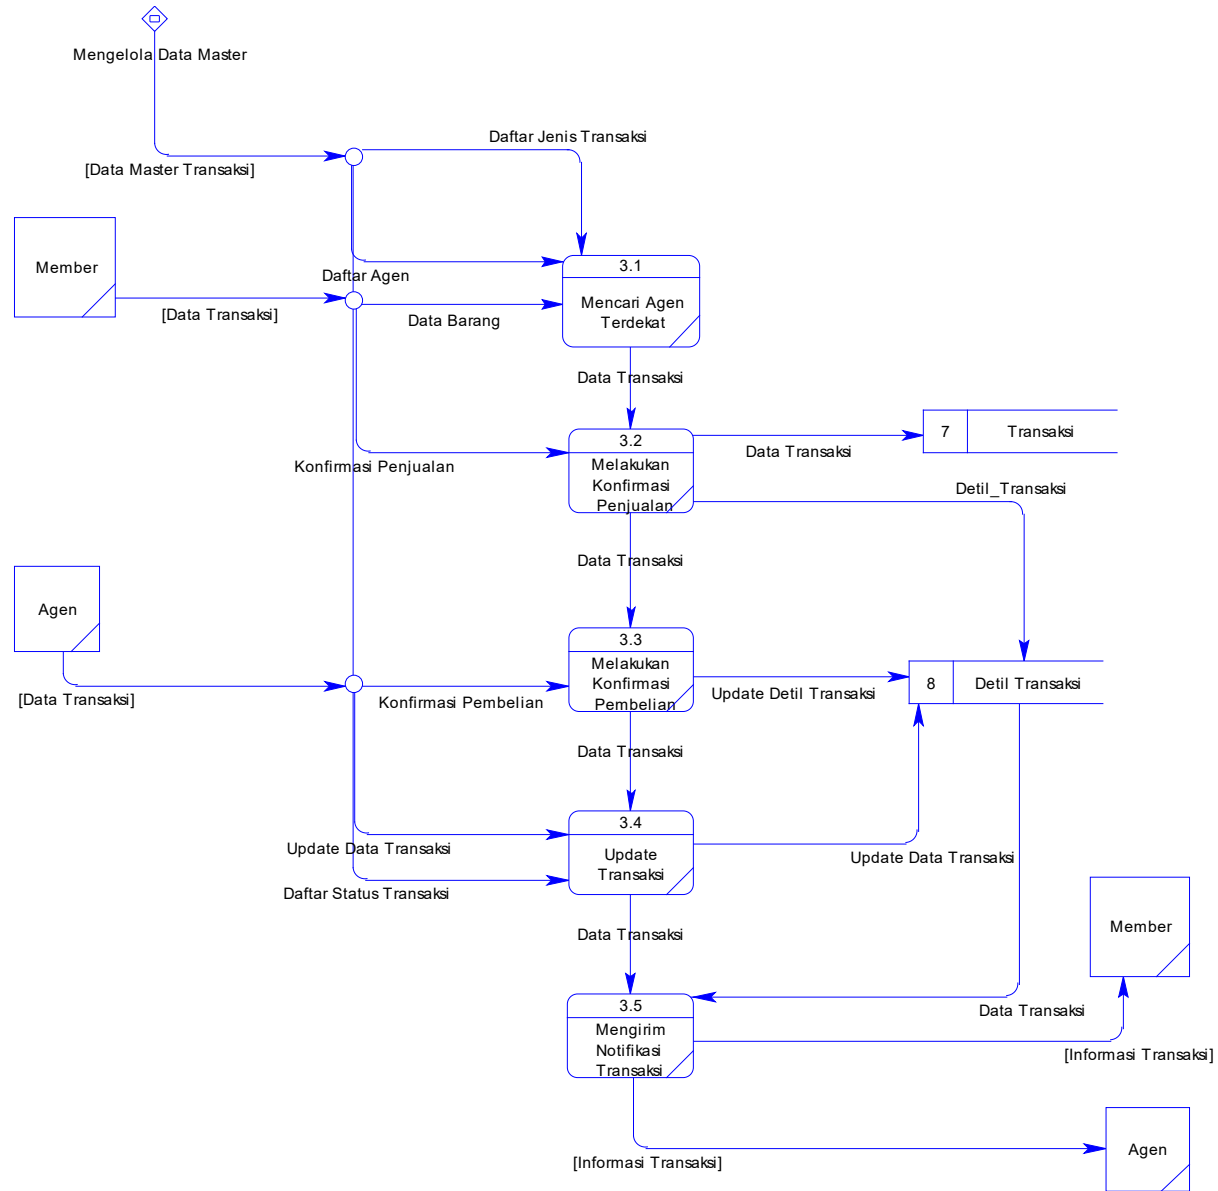 Mengelola Data Master
Daftar Jenis Transaksi
[Data Master Transaksi]
Member
3.1
Daftar Agen
Mencari Agen
Terdekat
[Data Transaksi]
Data Barang
Data Transaksi
3.2
7
Transaksi
Data Transaksi
Melakukan
Konfirmasi
Penjualan
Konfirmasi Penjualan
Detil_Transaksi
Data Transaksi
Agen
3.3
Melakukan
Konfirmasi
Pembelian
8
Detil Transaksi
[Data Transaksi]
Konfirmasi Pembelian
Update Detil Transaksi
Data Transaksi
3.4
Update Data Transaksi
Update
Transaksi
Update Data Transaksi
Daftar Status Transaksi
Member
Data Transaksi
3.5
Data Transaksi
Mengirim
Notifikasi
Transaksi
[Informasi Transaksi]
Agen
[Informasi Transaksi]